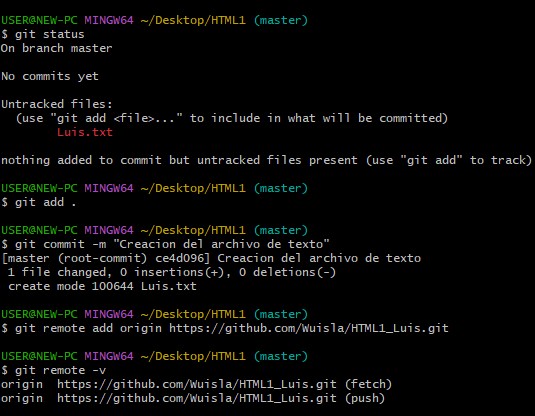 USER@NEW-PC MINGW64 ~/Desktop/HTML1 (master)
$ git status
On branch master
No commits yet
Untracked files:
  (use "git add <file>..." to include in what will be committed)
        Luis.txt
nothing added to commit but untracked files present (use "git add" to track)
USER@NEW-PC MINGW64 ~/Desktop/HTML1 (master)
$ git add .
USER@NEW-PC MINGW64 ~/Desktop/HTML1 (master)
$ git commit -m "Creacion del archivo de texto"
[master (root-commit) ce4d096] Creacion del archivo de texto
 1 file changed, 0 insertions(+), 0 deletions(-)
 create mode 100644 Luis.txt
USER@NEW-PC MINGW64 ~/Desktop/HTML1 (master)
$ git remote add origin https://github.com/Wuisla/HTML1_Luis.git
USER@NEW-PC MINGW64 ~/Desktop/HTML1 (master)
$ git remote -v
origin  https://github.com/Wuisla/HTML1_Luis.git (fetch)
origin  https://github.com/Wuisla/HTML1_Luis.git (push)